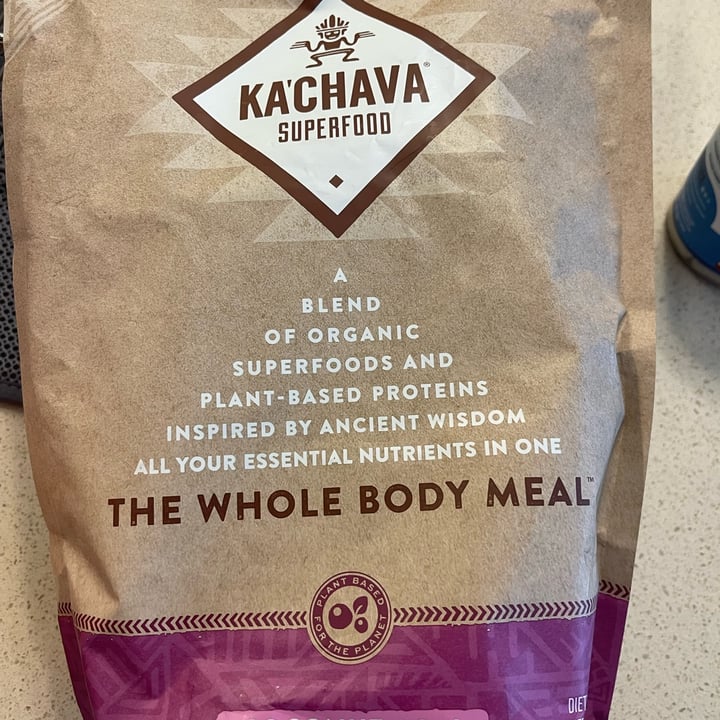 KA'CHAVA®
SUPERFOOD
A
BLEND
OF ORGANIC
SUPERFOODS AND
PLANT-BASED PROTEINS
INSPIRED BY ANCIENT WISDOM
ALL YOUR ESSENTIAL NUTRIENTS IN ONE
THE WHOLE BODY MEAL™
PLANT BASED
FOR THE PLANET